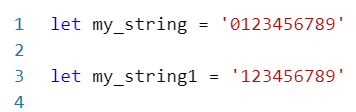 1 let my_string = '0123456789'
2
3 let my_string1 = '123456789'
4